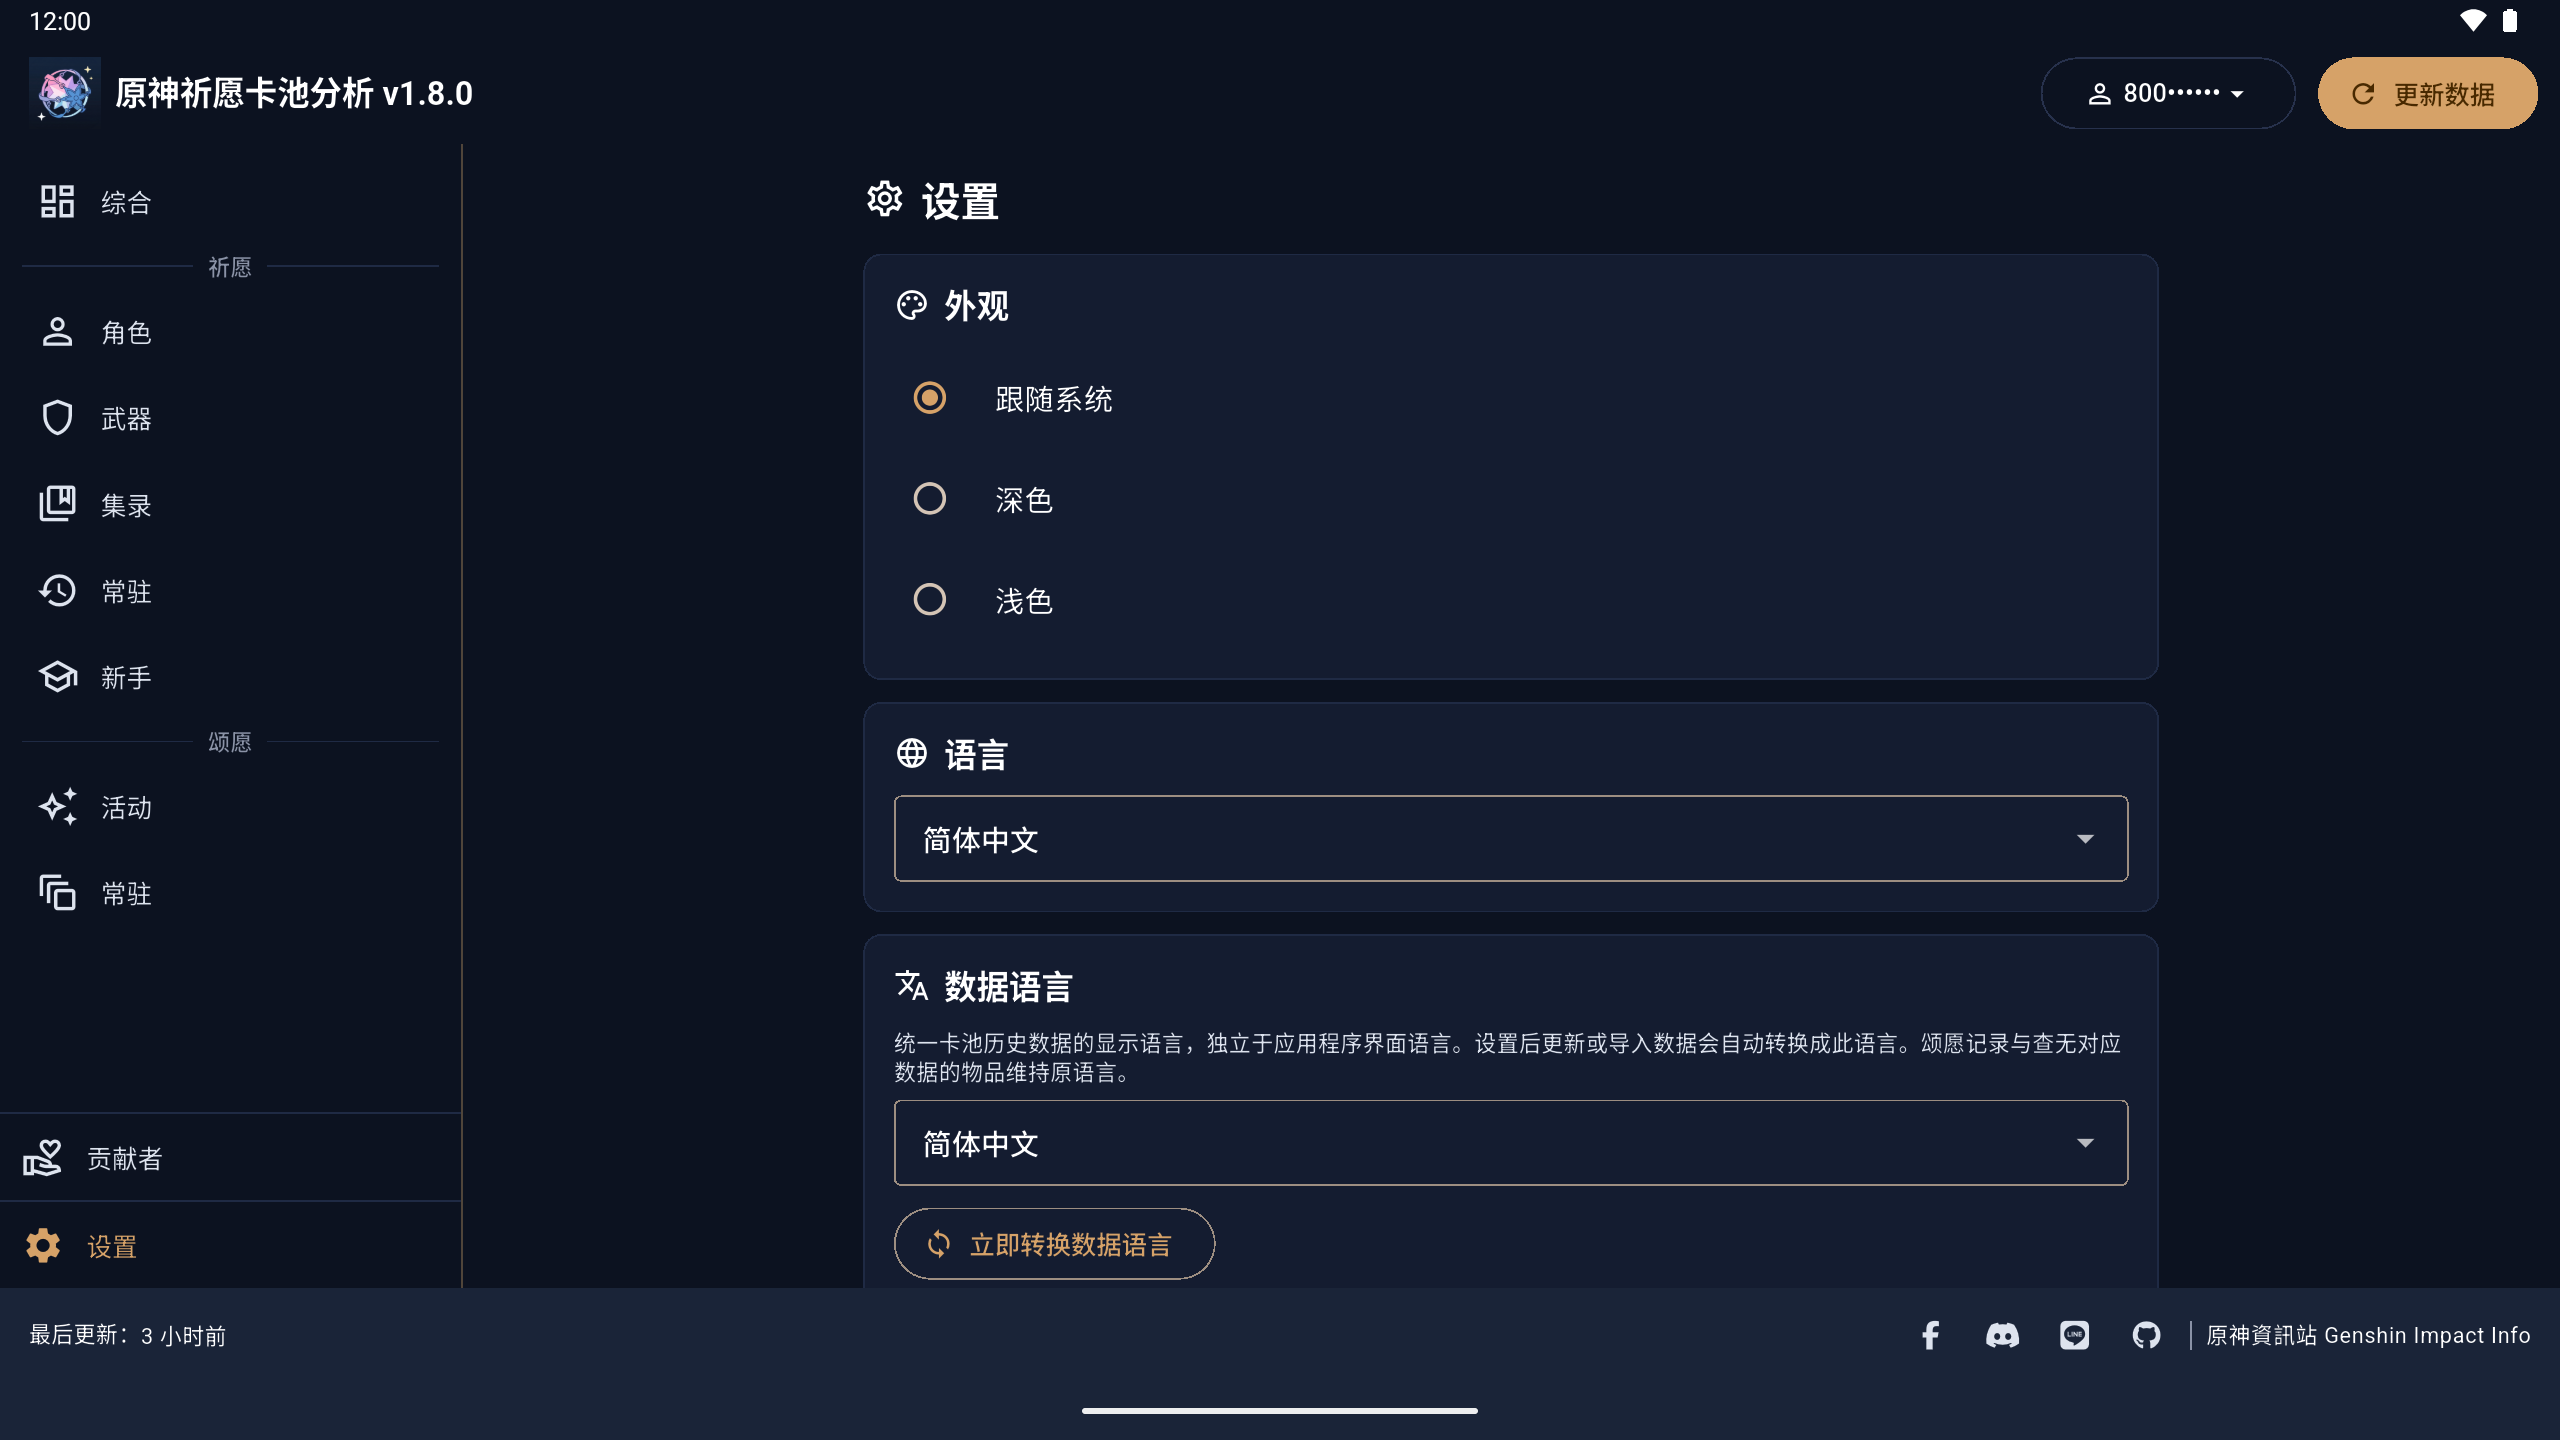 12:00
原神祈愿卡池分析 v1.8.0
800••••••
更新数据
综合
祈愿
角色
武器
集录
常驻
新手
颂愿
活动
常驻
贡献者
设置
设置
外观
跟随系统
深色
浅色
语言
简体中文
数据语言
统一卡池历史数据的显示语言，独立于应用程序界面语言。设置后更新或导入数据会自动转换成此语言。颂愿记录与查无对应
数据的物品维持原语言。
简体中文
立即转换数据语言
最后更新：3 小时前
LINE
原神資訊站 Genshin Impact Info